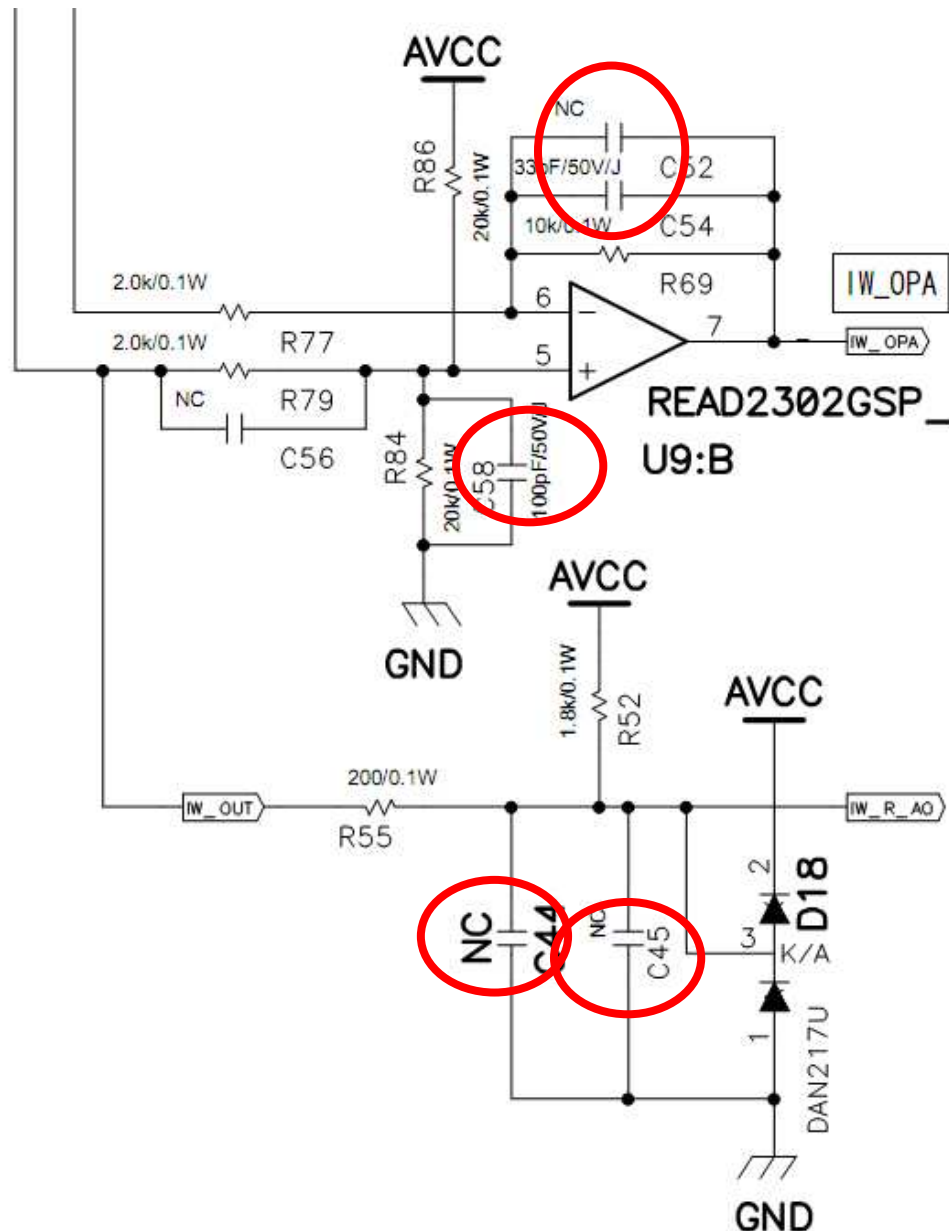 AVCC
NC
R86
20k/0.1W
33pF/50V/J
C52
10k/0.1W
C54
2.0k/0.1W
6
R69
IW_OPA
R77
7
IW_OPA
2.0k/0.1W
5
R79
NC
C56
READ2302GSP_
U9:B
R84
20k/0.1W
C58
100pF/50V/J
GND
AVCC
1.8k/0.1W
R52
AVCC
200/0.1W
IW_OUT
R55
IW_R_AO
2
D18
NC
C44
NC
C45
3
K/A
1
DAN217U
GND